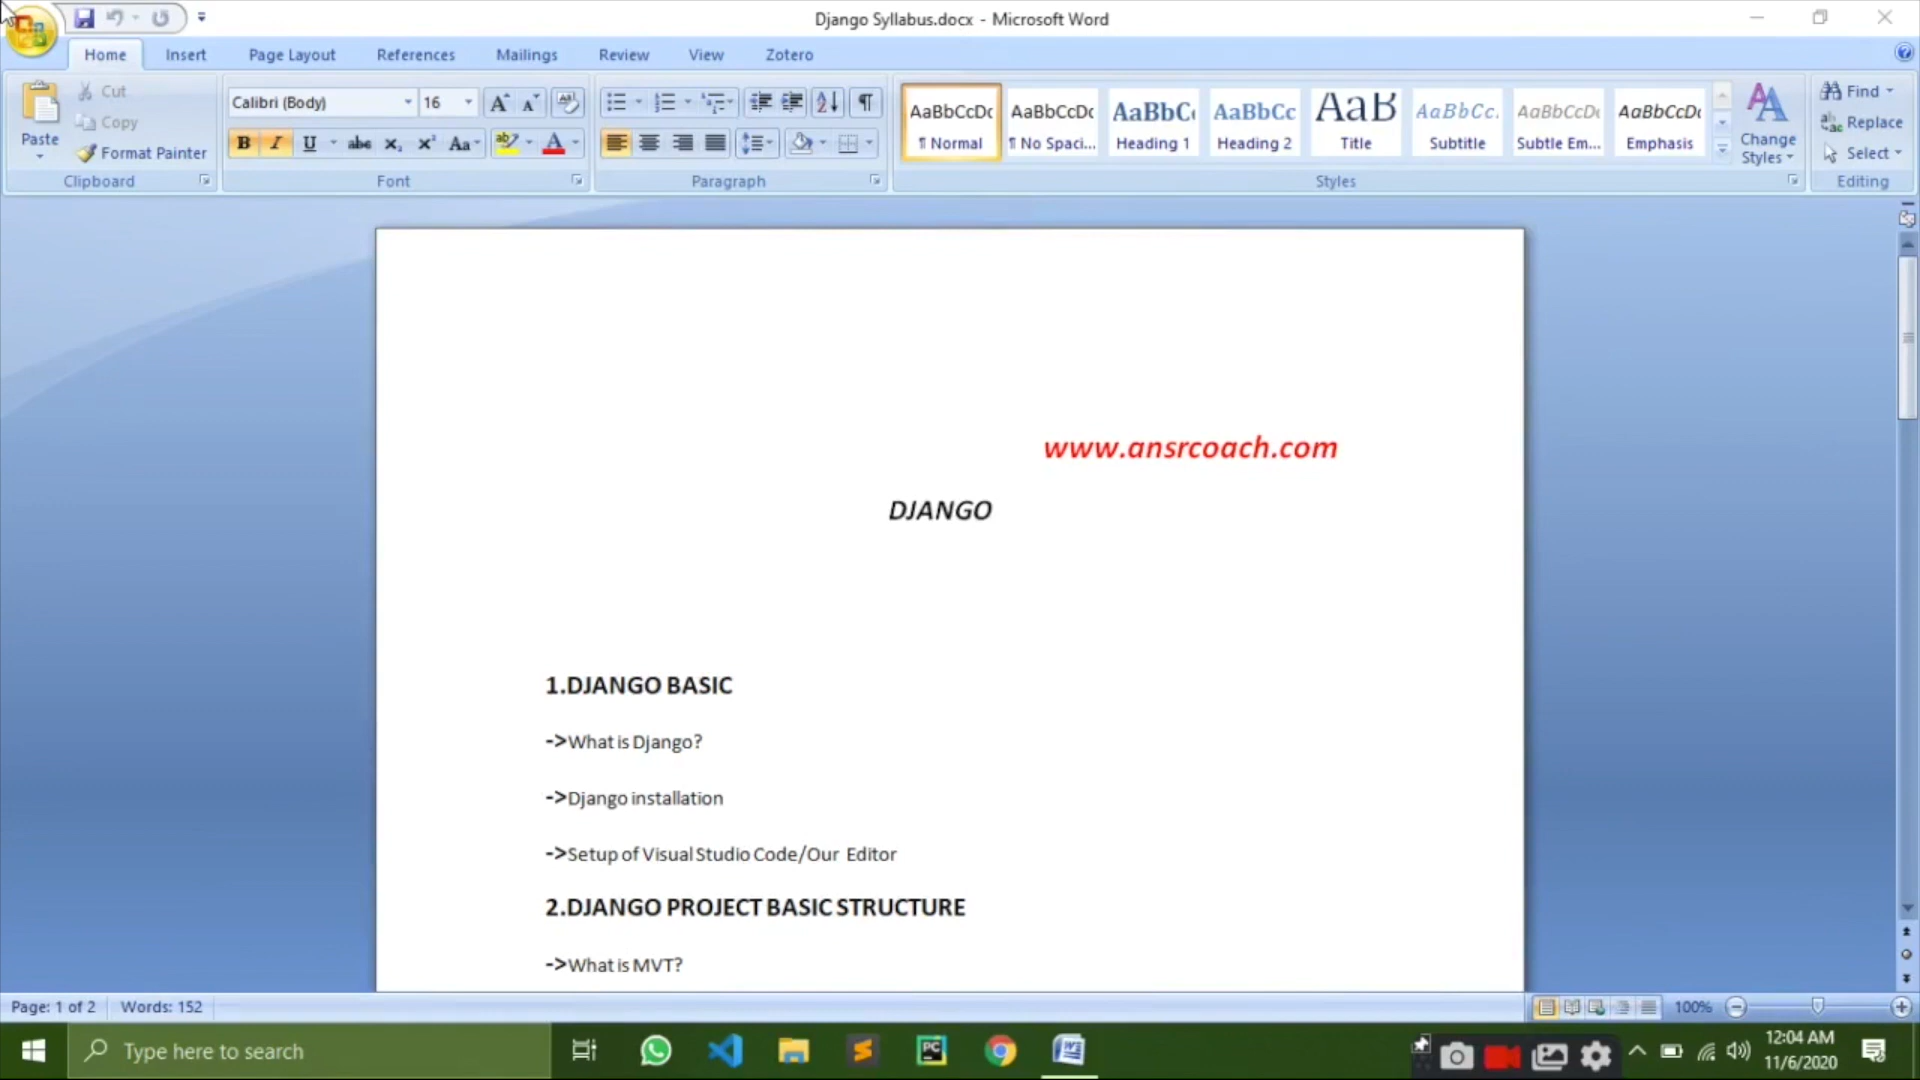 Django Syllabus.docx - Microsoft Word
Home Insert Page Layout References Mailings Review View Zotero
Paste
Cut
Copy
Format Painter
Clipboard
Calibri (Body) 16
Font
Paragraph
AaBbCcDc AaBbCcDc AaBbCc AaBbCc AaB AaBbCc. AaBbCcDc AaBbCcDc
¶ Normal ¶ No Spaci... Heading 1 Heading 2 Title Subtitle Subtle Em... Emphasis
Change Styles
Styles
Find
Replace
Select
Editing
www.ansrcoach.com
DJANGO
1.DJANGO BASIC
->What is Django?
->Django installation
->Setup of Visual Studio Code/Our Editor
2.DJANGO PROJECT BASIC STRUCTURE
->What is MVT?
Page: 1 of 2 Words: 152 100%
Type here to search
12:04 AM
11/6/2020